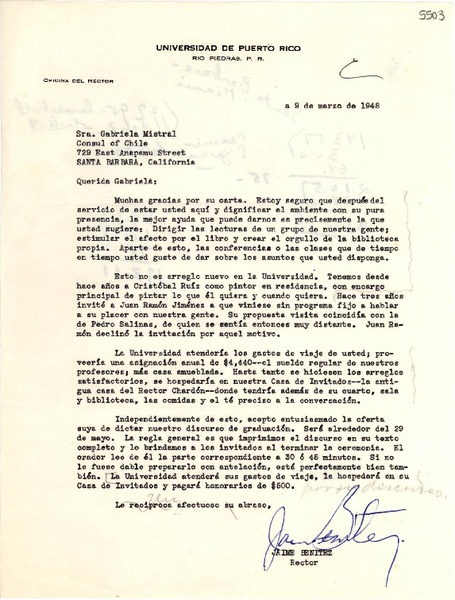 5503
UNIVERSIDAD DE PUERTO RICO
RIO PIEDRAS, P. R.
OFICINA DEL RECTOR
a 9 de marzo de 1948
Sra. Gabriela Mistral
Consul of Chile
729 East Anapamu Street
SANTA BARBARA, California
Querida Gabriela:
Muchas gracias por su carta. Estoy seguro que después del
servicio de estar usted aquí y dignificar el ambiente con su pura
presencia, la mejor ayuda que puede darnos es precisamente la que
usted sugiere: Dirigir las lecturas de un grupo de nuestra gente;
estimular el afecto por el libro y crear el orgullo de la biblioteca
propia. Aparte de esto, las conferencias o las clases que de tiempo
en tiempo usted guste de dar sobre los asuntos que usted disponga.
Esto no es arreglo nuevo en la Universidad. Tenemos desde
hace años a Cristóbal Ruíz como pintor en residencia, con encargo
principal de pintar lo que él quiera y cuando quiera. Hace tres años
invité a Juan Ramón Jiménez a que viniese sin programa fijo a hablar
a su placer con nuestra gente. Su propuesta visita coincidía con la
de Pedro Salinas, de quien se sentía entonces muy distante. Juan Ra-
món declinó la invitación por aquel motivo.
La Universidad atendería los gastos de viaje de usted; pro-
veería una asignación anual de $4,440--el sueldo regular de nuestros
profesores; más casa amueblada. Hasta tanto se hiciesen los arreglos
satisfactorios, se hospedaría en nuestra Casa de Invitados--la anti-
gua casa del Rector Chardón--donde tendría además de su cuarto, sala
y biblioteca, las comidas y el té preciso a la conversación.
Independientemente de esto, acepto entusiasmado la oferta
suya de dictar nuestro discurso de graduación. Será alrededor del 29
de mayo. La regla general es que imprimimos el discurso en su texto
completo y lo brindamos a los invitados al terminar la ceremonia. El
orador lee de él la parte correspondiente a 30 ó 45 minutos. Si no
le fuese dable prepararlo con antelación, está perfectamente bien tam-
bién. La Universidad atenderá sus gastos de viaje, la hospedará en su
Casa de Invitados y pagará honorarios de $500.
por su discurso.
Le reciproca afectuoso su abrazo,
Jaime Benítez
JAIME BENITEZ
Rector